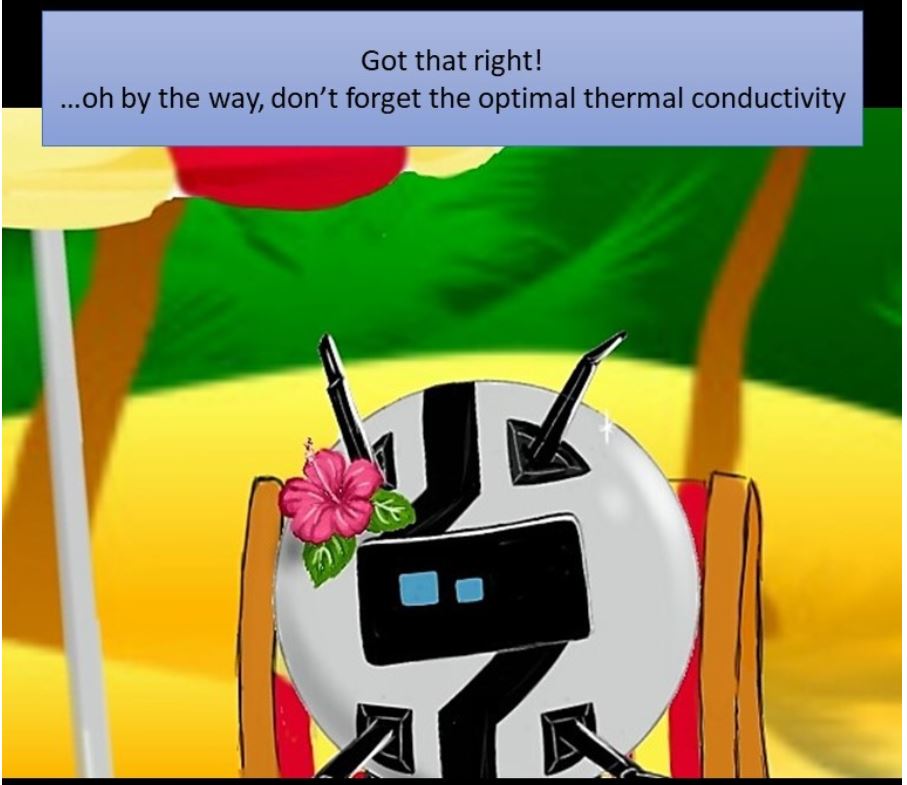 Got that right!
…oh by the way, don’t forget the optimal thermal conductivity